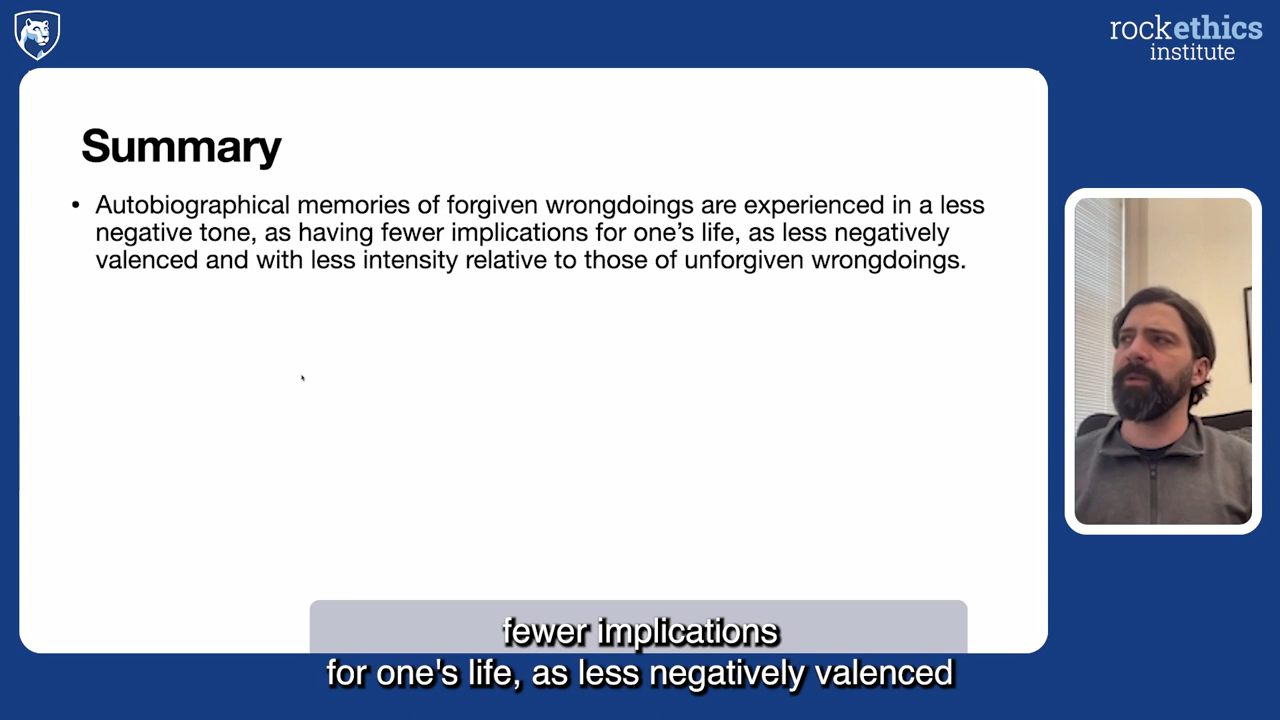 rockethics
institute
Summary
• Autobiographical memories of forgiven wrongdoings are experienced in a less
negative tone, as having fewer implications for one’s life, as less negatively
valenced and with less intensity relative to those of unforgiven wrongdoings.
fewer implications
for one's life, as less negatively valenced